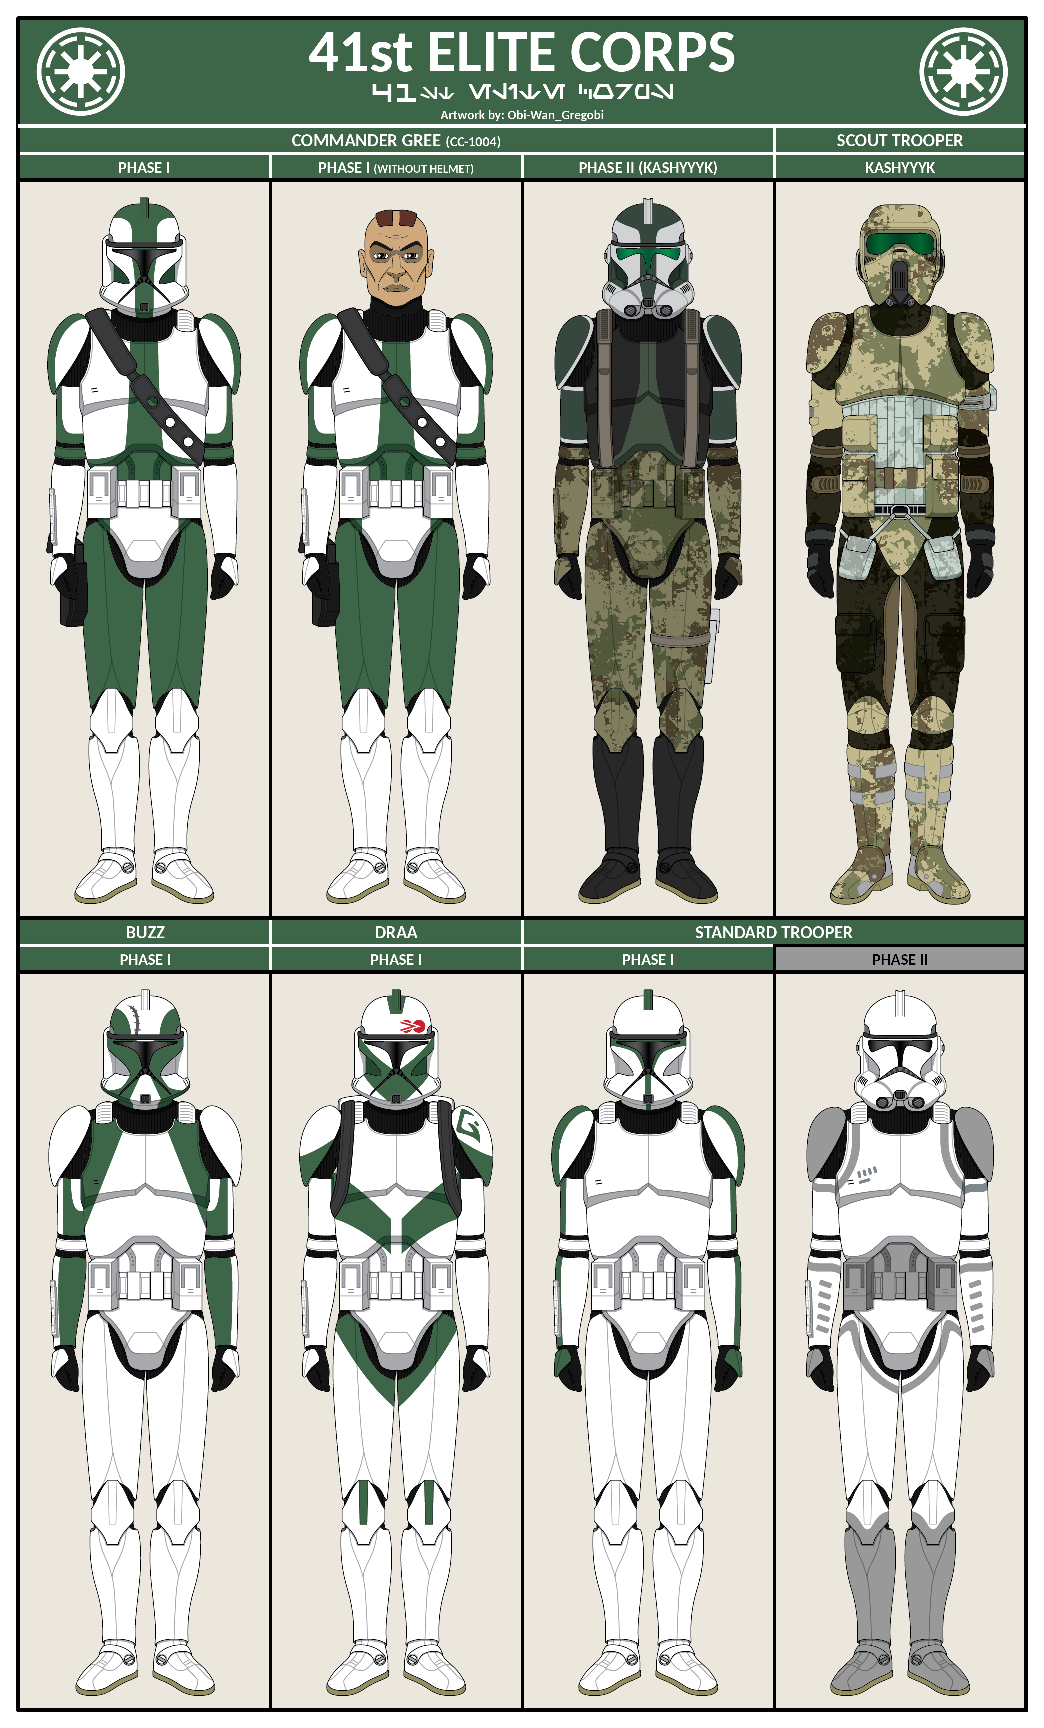 41st ELITE CORPS
Artwork by: Obi-Wan_Gregobi
COMMANDER GREE (CC-1004)
SCOUT TROOPER
PHASE I
PHASE I (WITHOUT HELMET)
PHASE II (KASHYYYK)
KASHYYYK
BUZZ
DRAA
STANDARD TROOPER
PHASE I
PHASE I
PHASE I
PHASE II